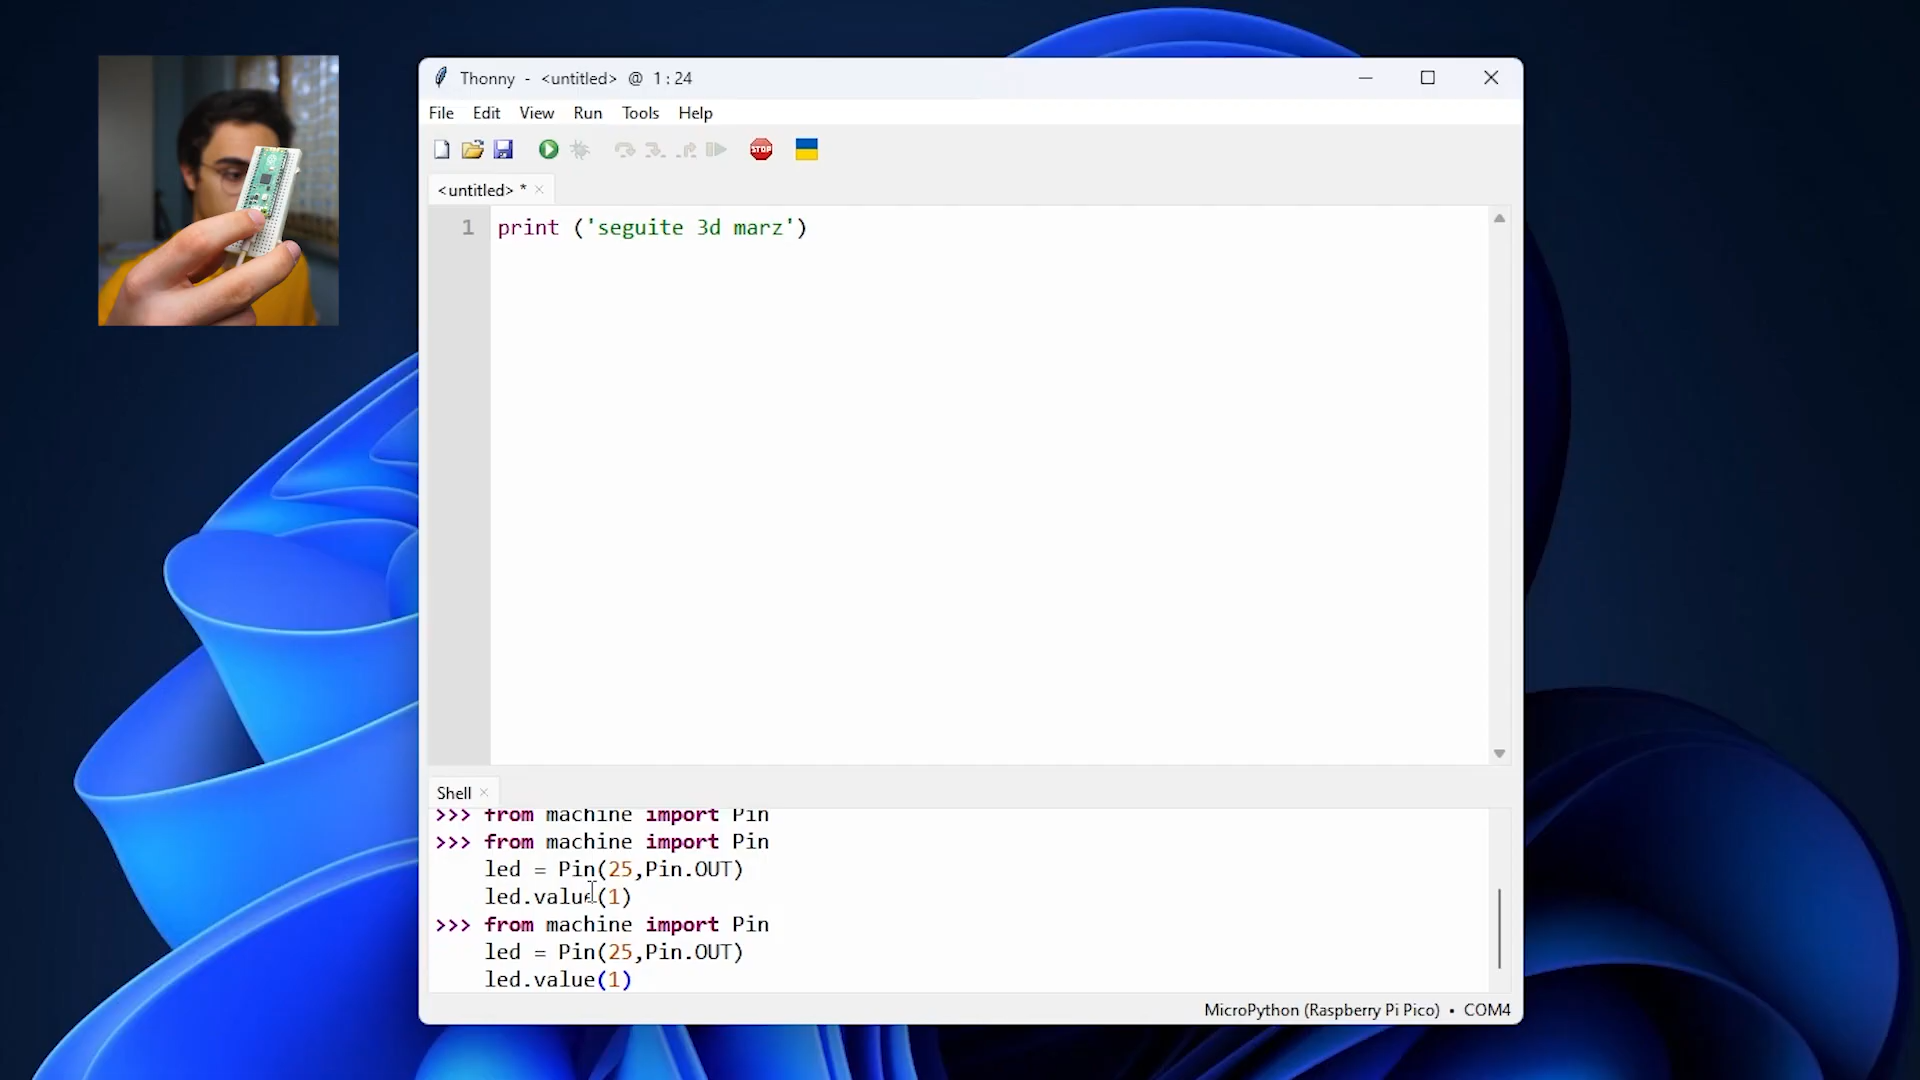 Thonny - <untitled> @ 1 : 24
File Edit View Run Tools Help
STOP
<untitled> *
1 print ('seguite 3d marz')
Shell
>>> from machine import Pin
>>> from machine import Pin
led = Pin(25,Pin.OUT)
led.value(1)
>>> from machine import Pin
led = Pin(25,Pin.OUT)
led.value(1)
MicroPython (Raspberry Pi Pico) • COM4